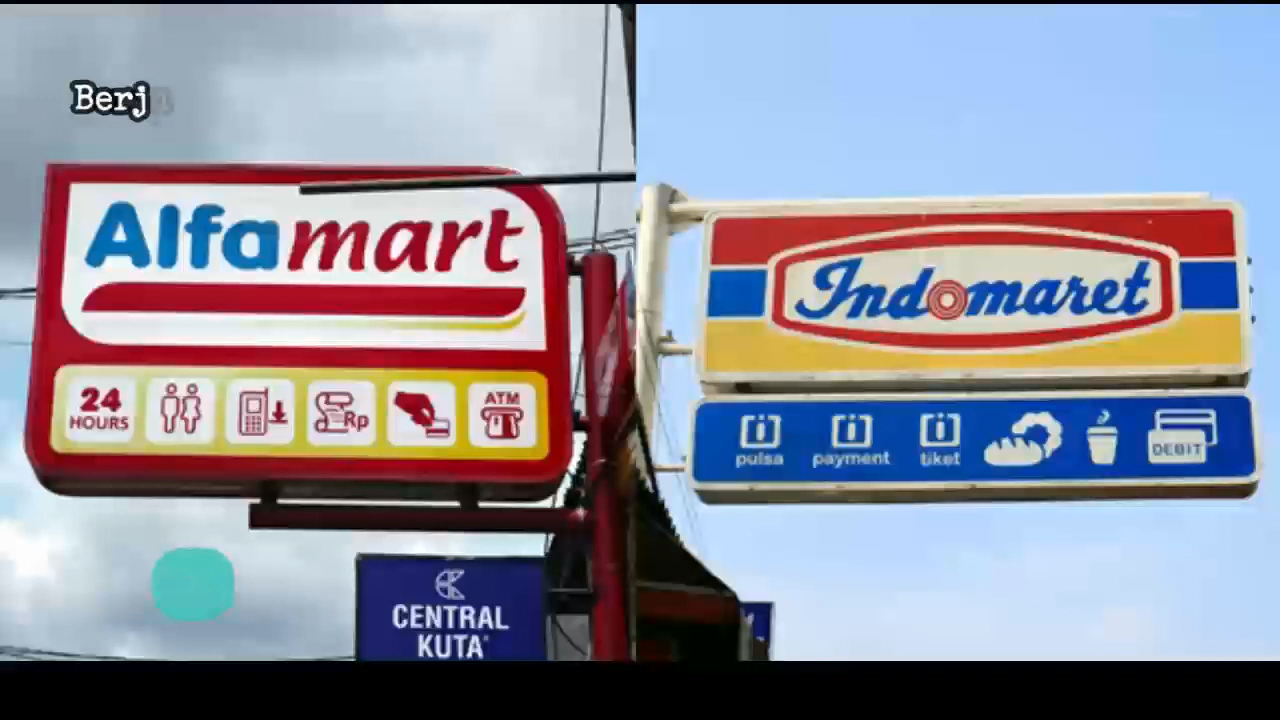 Berj
Alfamart
24
HOURS
Rp
ATM
CENTRAL
KUTA
Indomaret
pulsa
payment
tiket
DEBIT